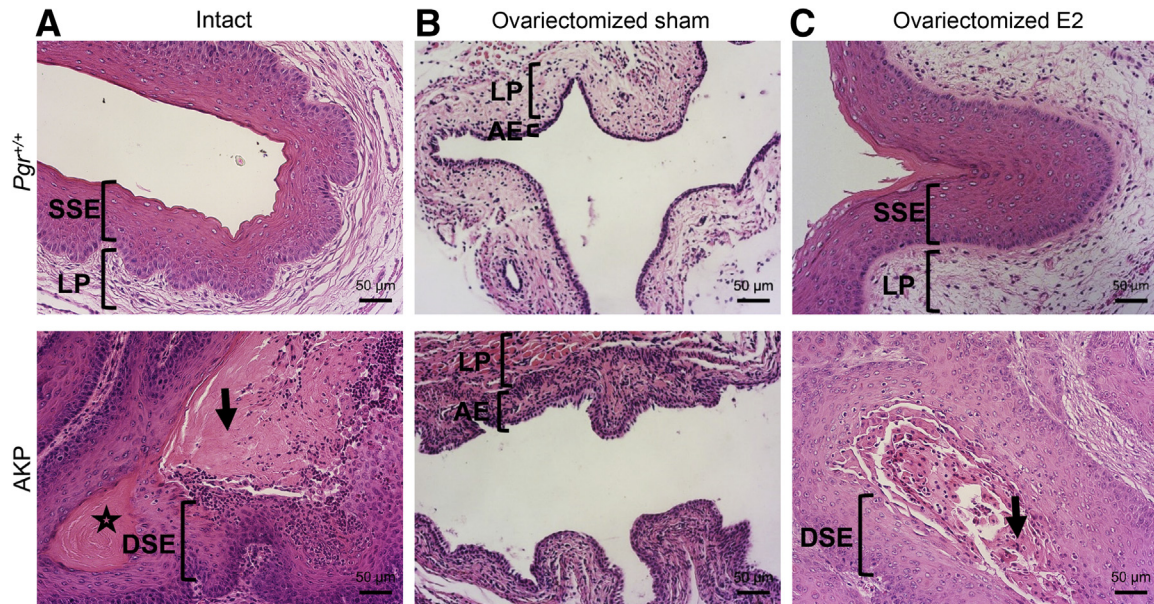 A Intact
B Ovariectomized sham
C Ovariectomized E2
Pgr+/+
SSE
LP
50 µm
LP
AE
50 µm
SSE
LP
50 µm
AKP
DSE
50 µm
LP
AE
50 µm
DSE
50 µm